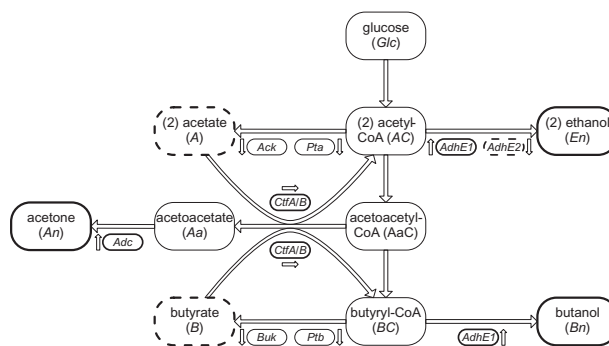 glucose
(Glc)
(2) acetate
(A)
Ack
Pta
(2) acetyl-
CoA (AC)
AdhE1
AdhE2
(2) ethanol
(En)
CtfA/B
acetone
(An)
Adc
acetoacetate
(Aa)
acetoacetyl-
CoA (AaC)
CtfA/B
butyrate
(B)
Buk
Ptb
butyryl-CoA
(BC)
AdhE1
butanol
(Bn)